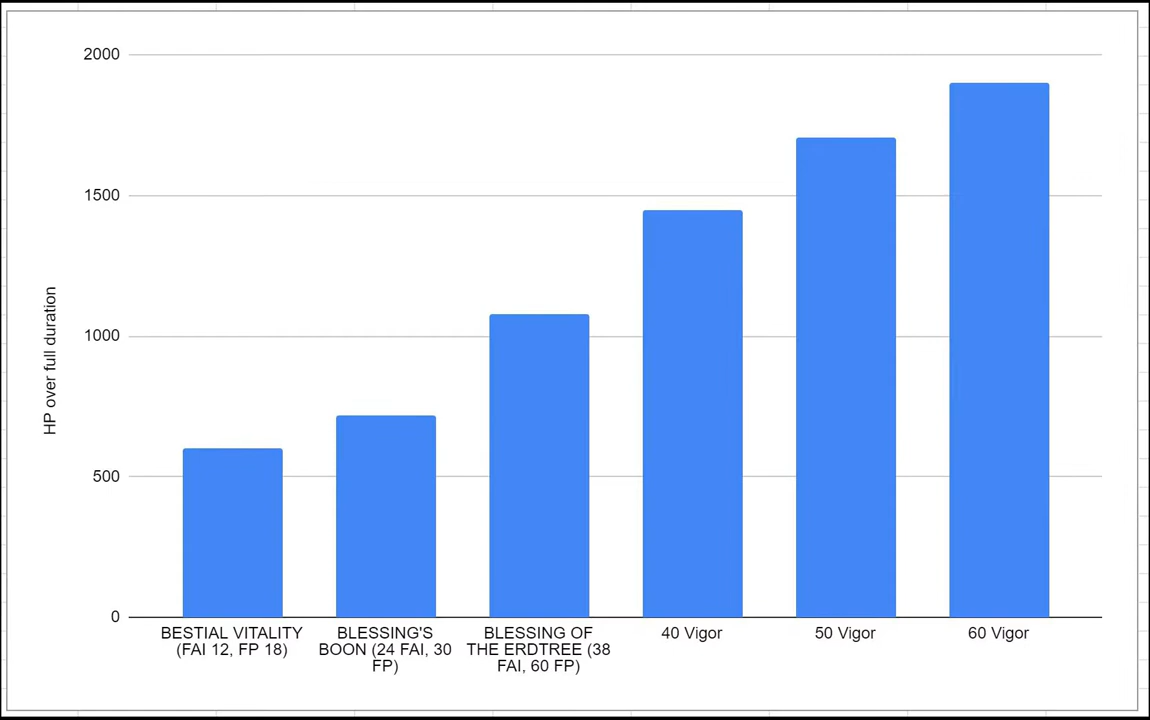 2000
1500
1000
500
0
HP over full duration
BESTIAL VITALITY
(FAI 12, FP 18)
BLESSING'S
BOON (24 FAI, 30
FP)
BLESSING OF
THE ERDTREE (38
FAI, 60 FP)
40 Vigor
50 Vigor
60 Vigor